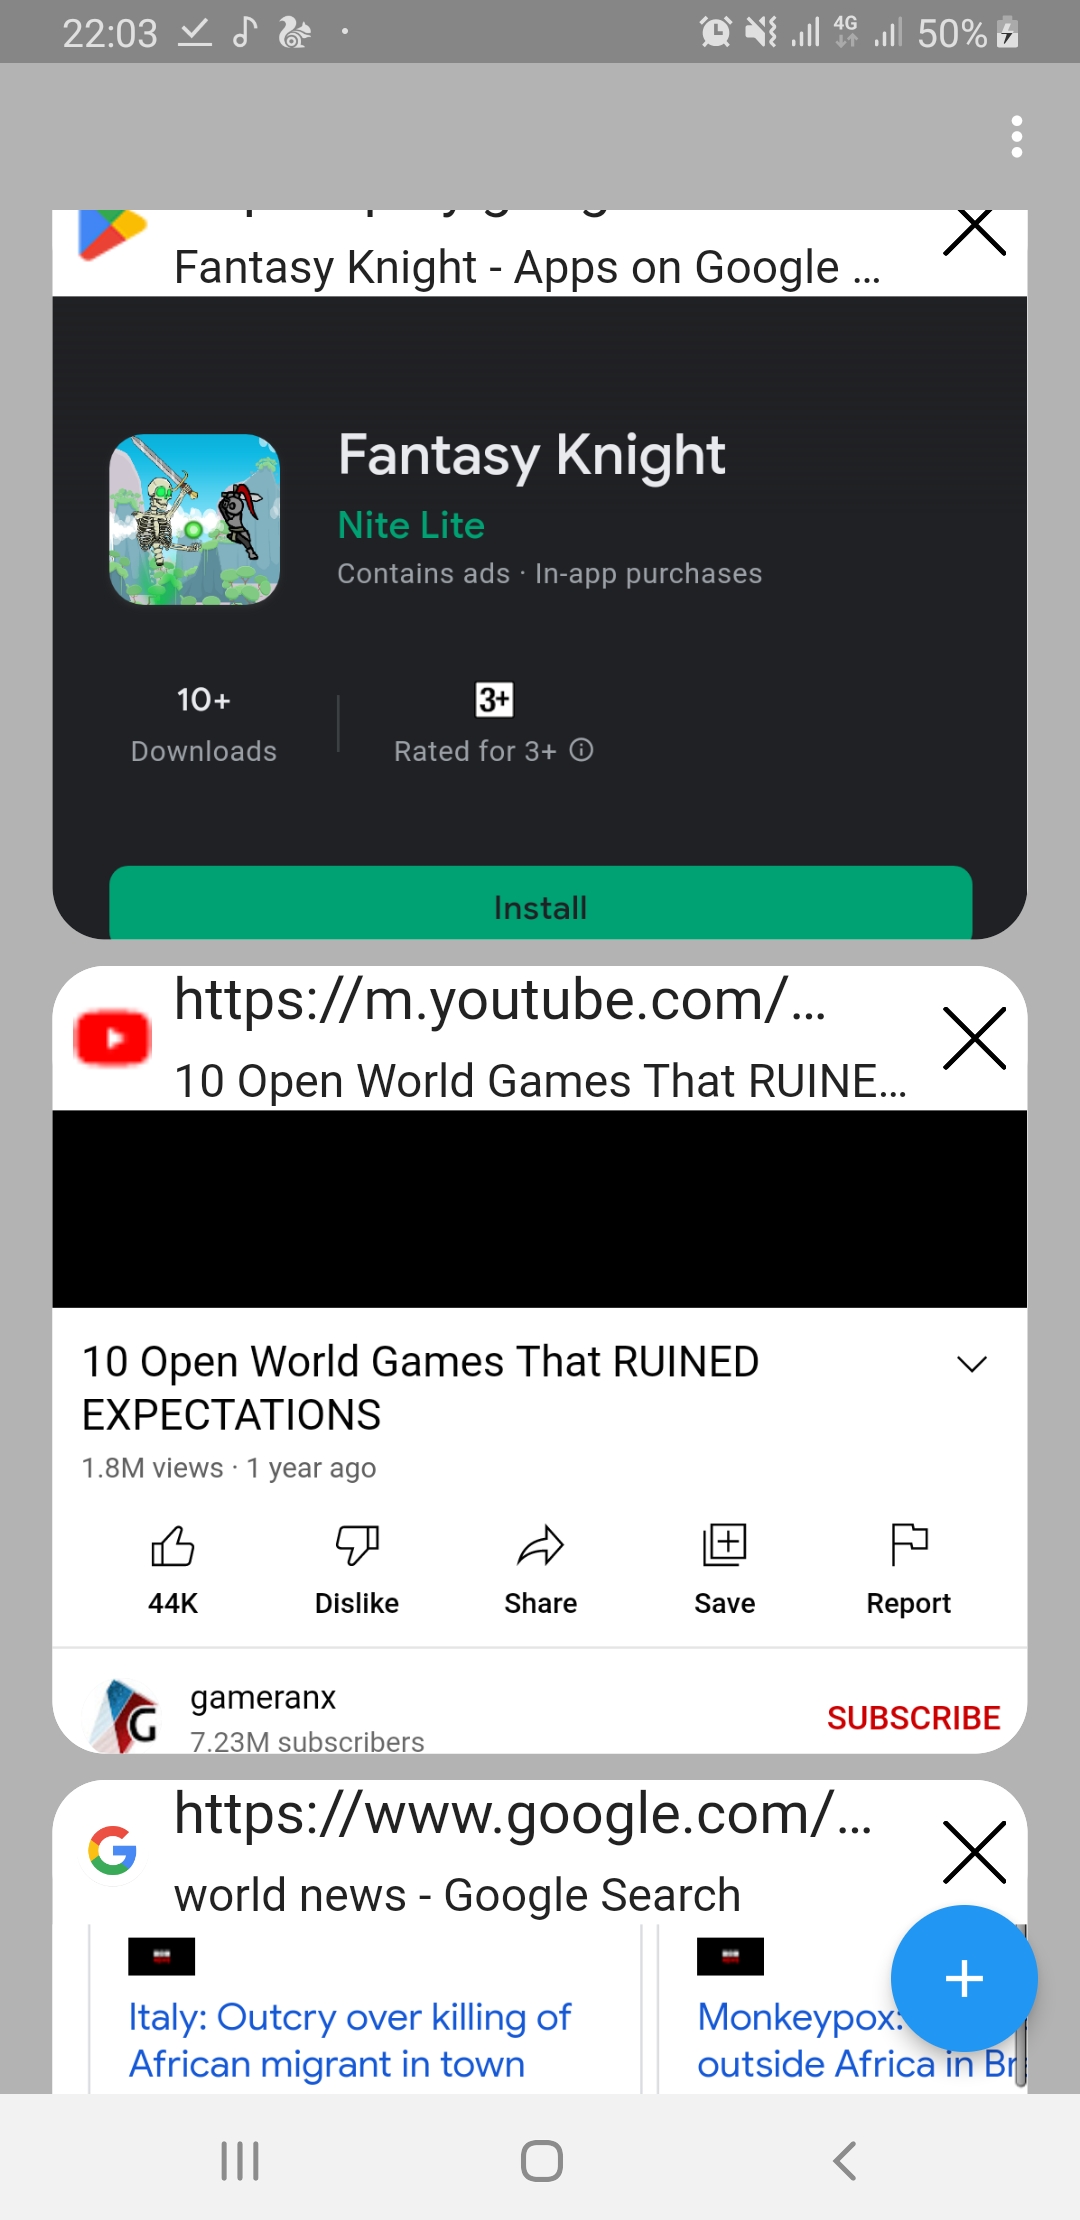 22:03
4G
50%
Fantasy Knight - Apps on Google ...
Fantasy Knight
Nite Lite
Contains ads · In-app purchases
10+
3+
Downloads
Rated for 3+
Install
https://m.youtube.com/...
10 Open World Games That RUINE...
10 Open World Games That RUINED
EXPECTATIONS
1.8M views · 1 year ago
44K
Dislike
Share
Save
Report
gameranx
7.23M subscribers
SUBSCRIBE
https://www.google.com/...
world news - Google Search
Italy: Outcry over killing of
African migrant in town
Monkeypox:
outside Africa in Br